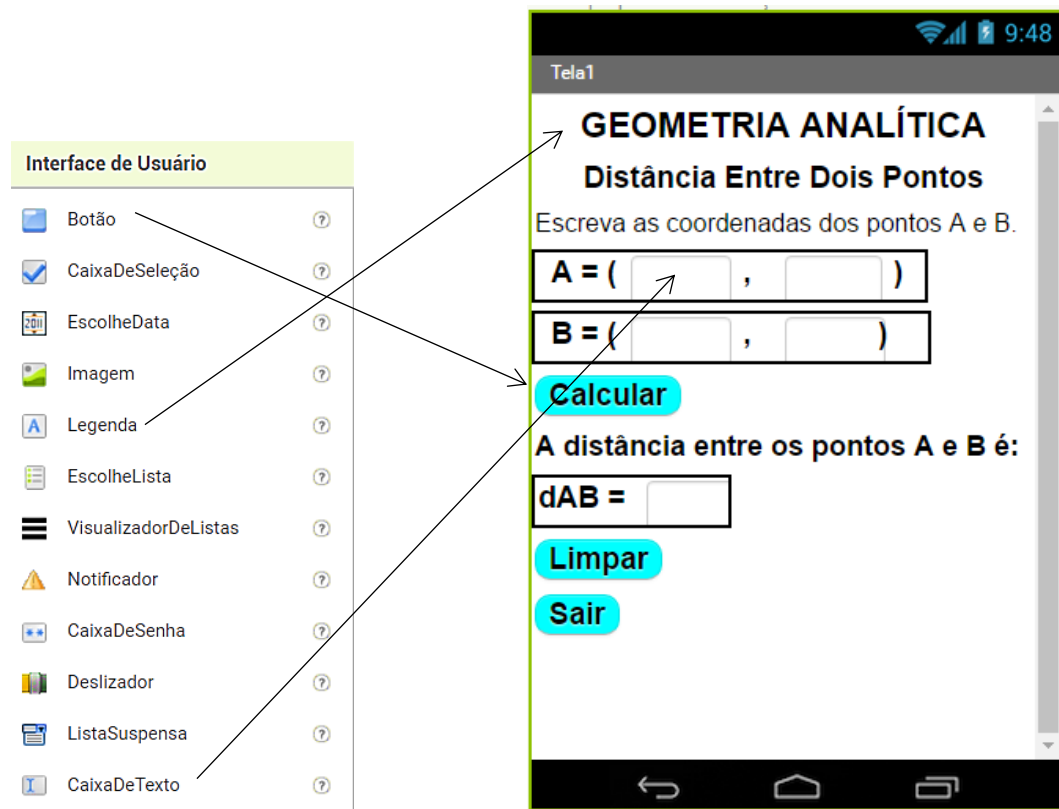 Interface de Usuário
Botão
CaixaDeSeleção
EscolheData
Imagem
Legenda
EscolheLista
VisualizadorDeListas
Notificador
CaixaDeSenha
Deslizador
ListaSuspensa
CaixaDeTexto
9:48
Tela1
GEOMETRIA ANALÍTICA
Distância Entre Dois Pontos
Escreva as coordenadas dos pontos A e B.
A = ( , )
B = ( , )
Calcular
A distância entre os pontos A e B é:
dAB =
Limpar
Sair